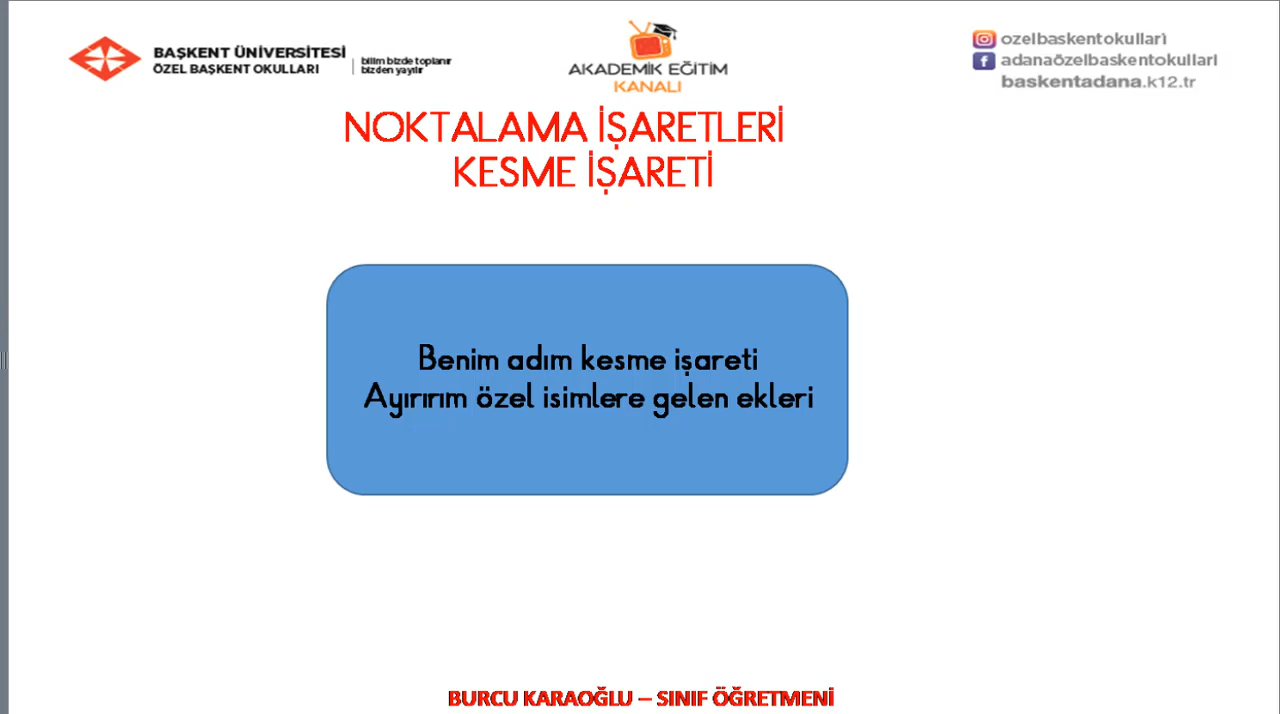 BAŞKENT ÜNİVERSİTESİ
ÖZEL BAŞKENT OKULLARI
bilim bizde toplanır
bizden yayılır
AKADEMİK EĞİTİM
KANALI
ozelbaskentokullari
adanaözelbaskentokullari
baskentadana.k12.tr
NOKTALAMA İŞARETLERİ
KESME İŞARETİ
Benim adım kesme işareti
Ayırırım özel isimlere gelen ekleri
BURCU KARAOĞLU – SINIF ÖĞRETMENİ